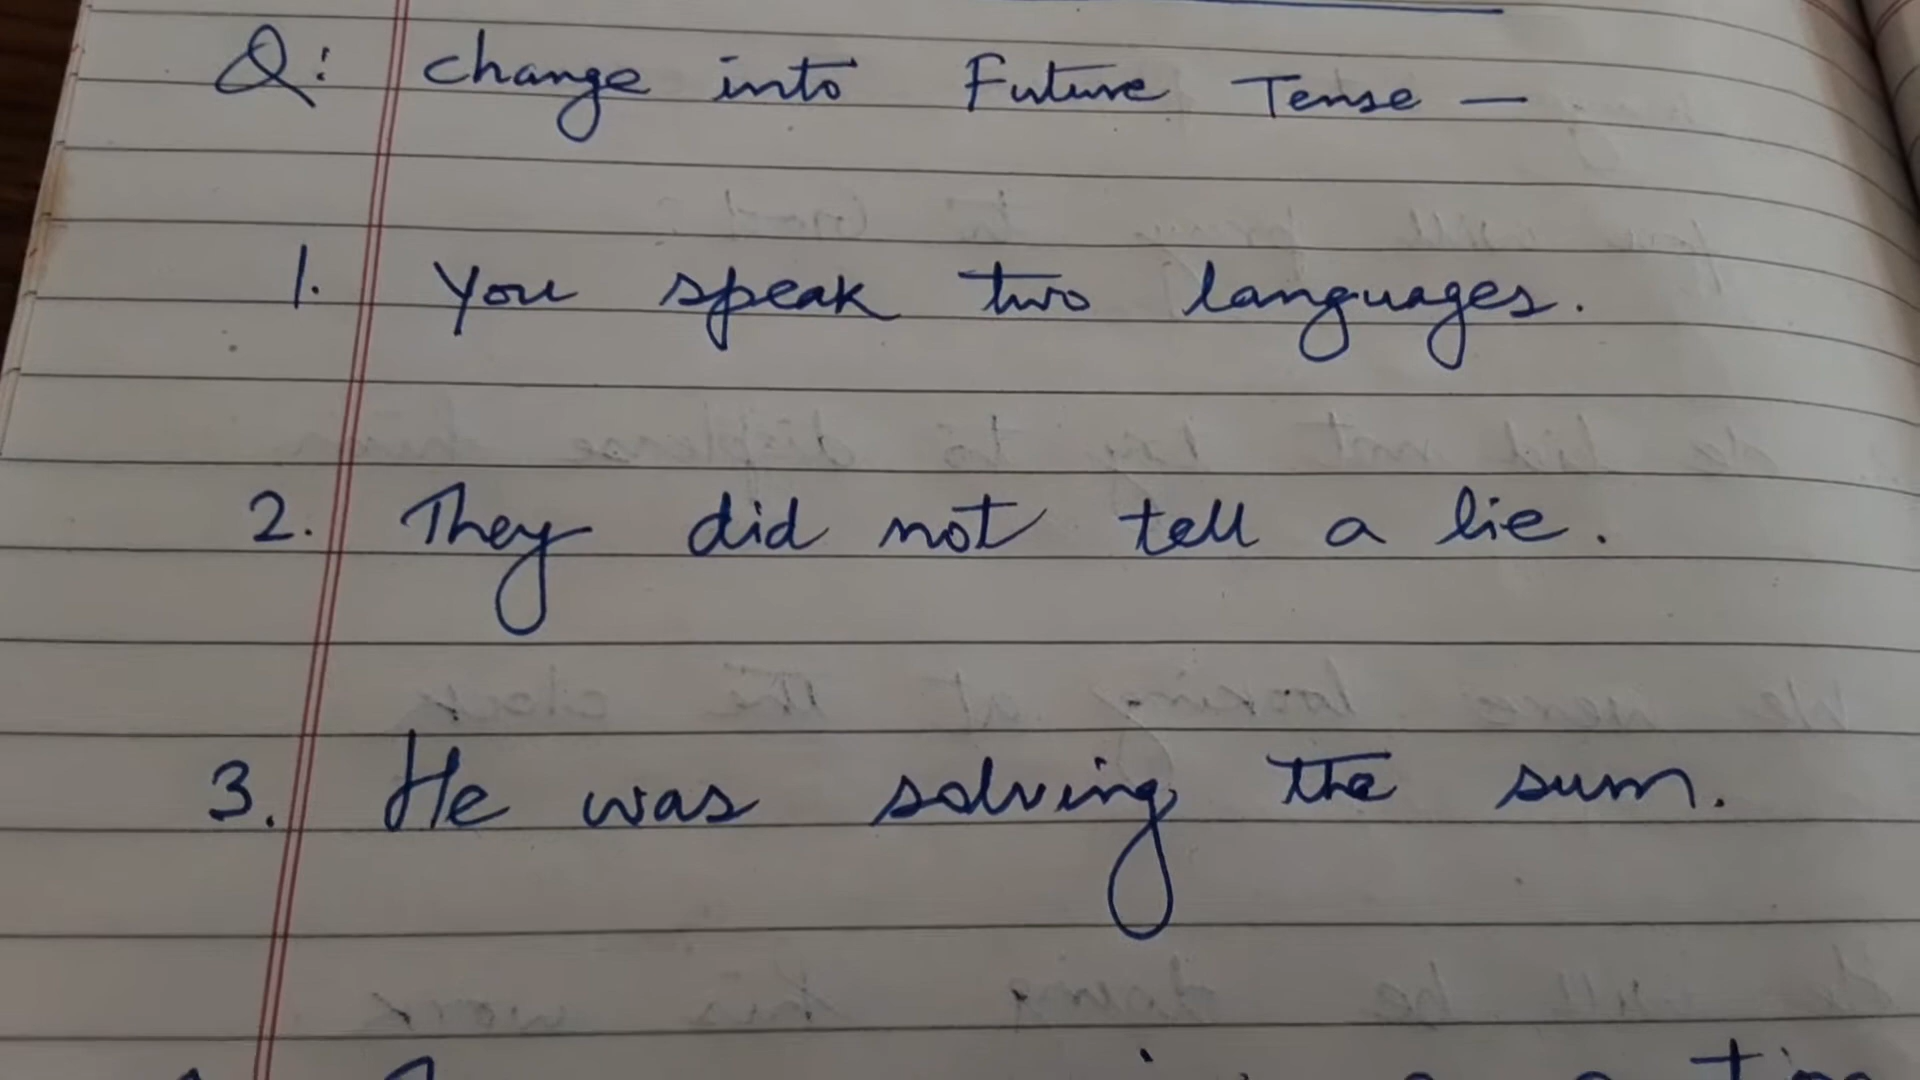 Q: change into Future Tense —
1. You speak two languages.
2. They did not tell a lie.
3. He was solving the sum.